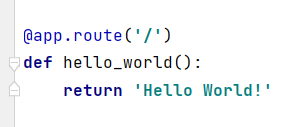 @app.route('/')
def hello_world():
    return 'Hello World!'